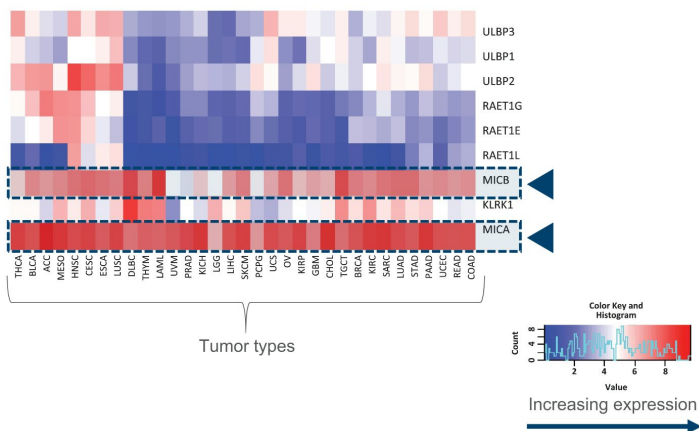 ULBP3
ULBP1
ULBP2
RAET1G
RAET1E
RAET1L
MICB
KLRK1
MICA
THCA BLCA ACC MESO HNSC CESC ESCA LUSC DLBC THYM LAML UVM PRAD KICH LGG LIHC SKCM PCPG UCS OV KIRP GBM CHOL TGCT BRCA KIRC SARC LUAD STAD PAAD UCEC READ COAD
Tumor types
Color Key and
Histogram
Count
8
4
0
2 4 6 8
Value
Increasing expression